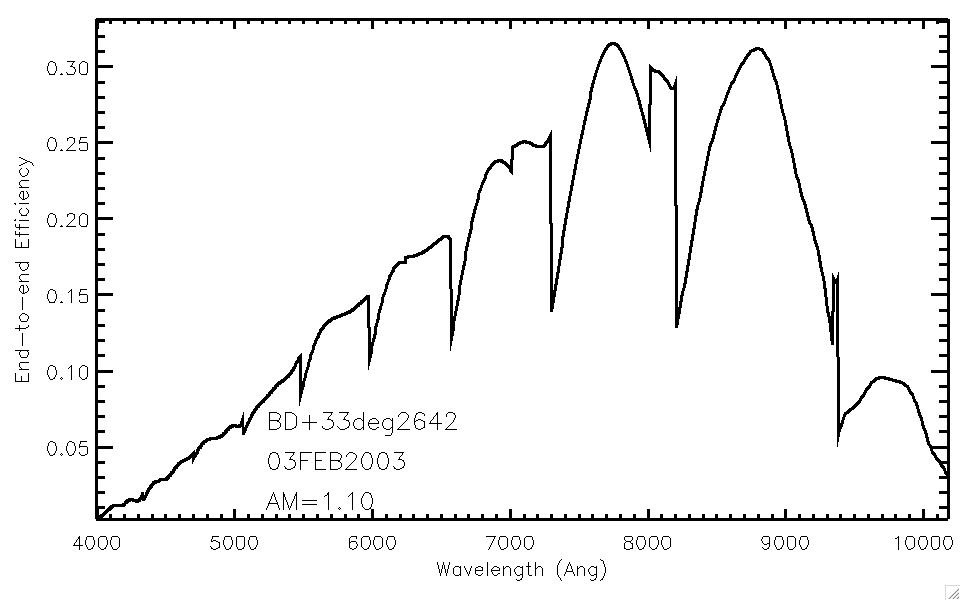 0.30
0.25
0.20
0.15
0.10
0.05
End-to-end Efficiency
BD+33deg2642
03FEB2003
AM=1.10
4000 5000 6000 7000 8000 9000 10000
Wavelength (Ang)